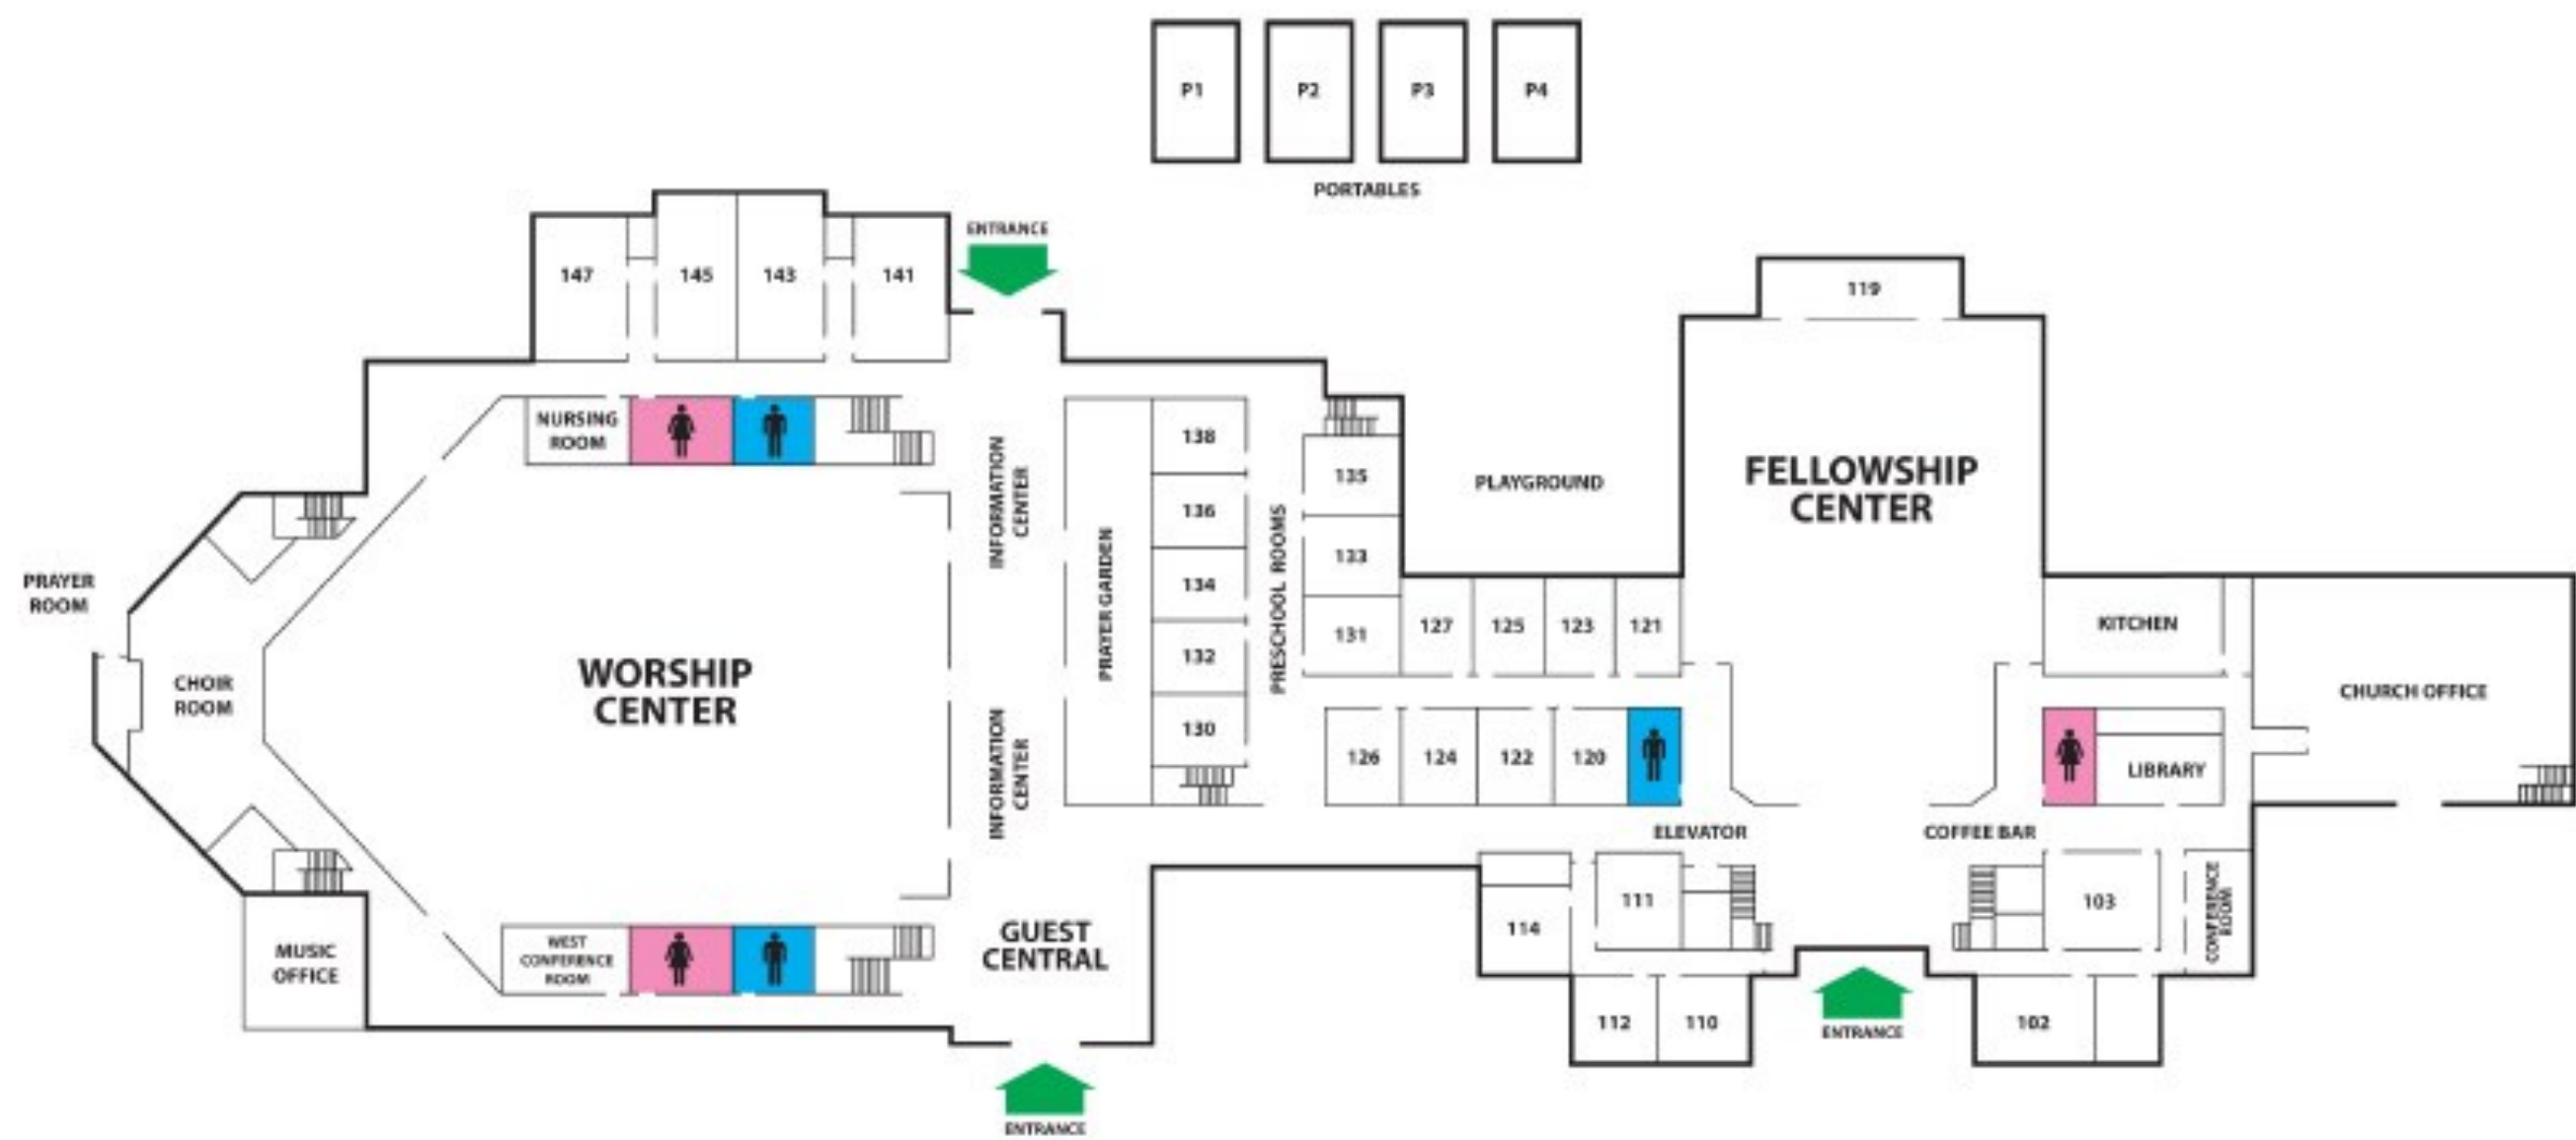 P1
P2
P3
P4
PORTABLES
ENTRANCE
147
145
143
141
119
NURSING
ROOM
INFORMATION
CENTER
138
136
134
132
130
PRAYER GARDEN
PRESCHOOL ROOMS
135
133
131
PLAYGROUND
FELLOWSHIP
CENTER
PRAYER
ROOM
CHOIR
ROOM
WORSHIP
CENTER
INFORMATION
CENTER
127
125
123
121
KITCHEN
CHURCH OFFICE
126
124
122
120
LIBRARY
ELEVATOR
COFFEE BAR
MUSIC
OFFICE
WEST
CONFERENCE
ROOM
GUEST
CENTRAL
114
111
103
CONFERENCE
ROOM
112
110
ENTRANCE
102
ENTRANCE